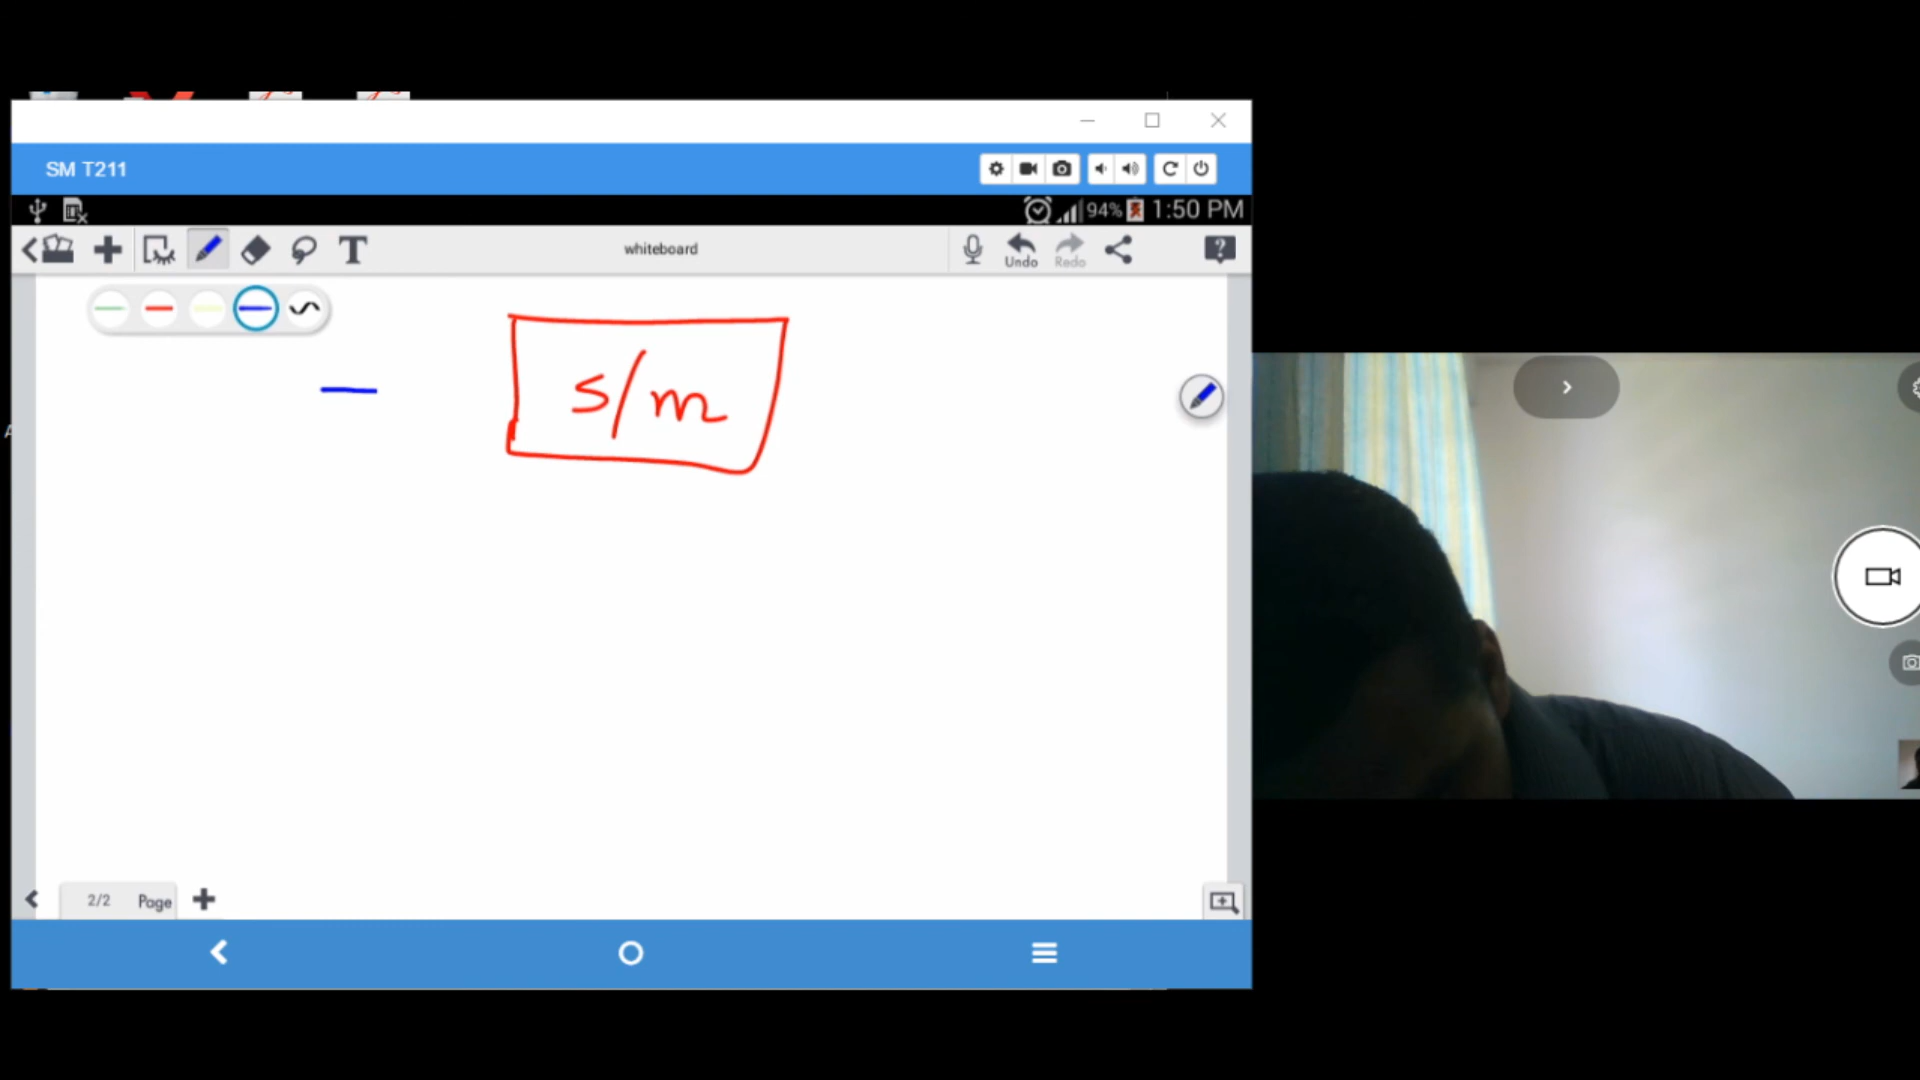 SM T211
94% 1:50 PM
T whiteboard Undo Redo ?
s/m
2/2 Page